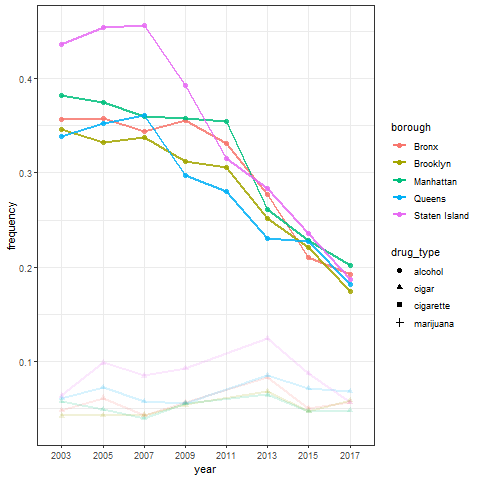 0.4
0.3
0.2
0.1
frequency
2003 2005 2007 2009 2011 2013 2015 2017
year
borough
Bronx
Brooklyn
Manhattan
Queens
Staten Island
drug_type
alcohol
cigar
cigarette
marijuana